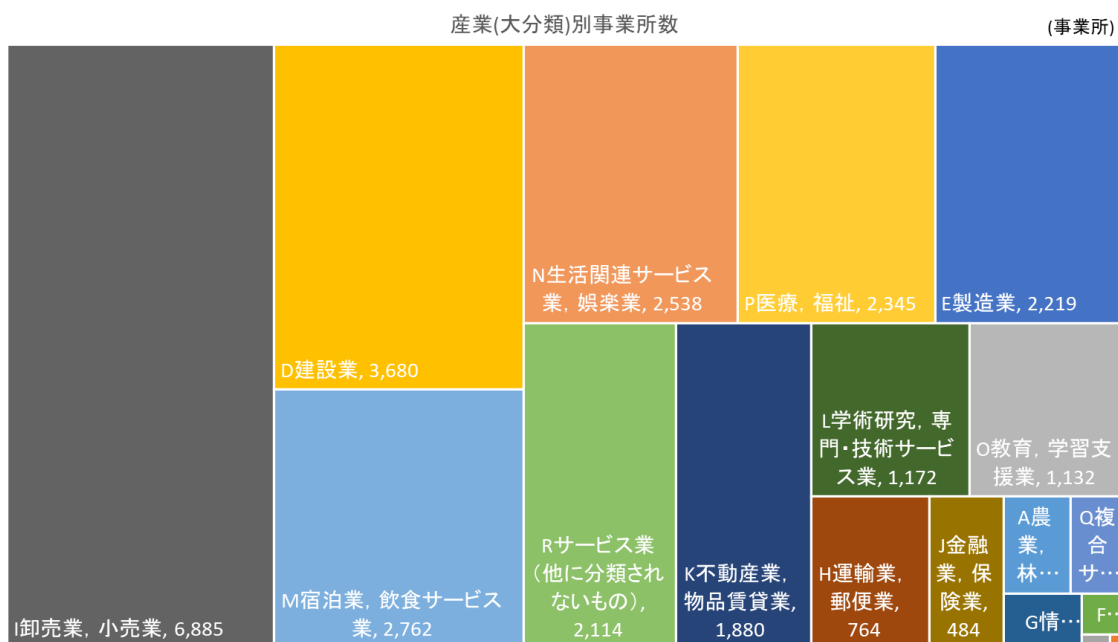 産業(大分類)別事業所数
(事業所)
I卸売業，小売業, 6,885
D建設業, 3,680
M宿泊業，飲食サービス
業, 2,762
N生活関連サービス
業，娯楽業, 2,538
P医療，福祉, 2,345
E製造業, 2,219
Rサービス業
（他に分類され
ないもの）,
2,114
K不動産業，
物品賃貸業,
1,880
L学術研究，専
門・技術サービ
ス業, 1,172
O教育，学習支
援業, 1,132
H運輸業，
郵便業,
764
J金融
業，保
険業,
484
A農
業，
林…
Q複
合
サ…
G情…
F…